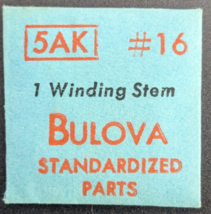 5AK #16
1 Winding Stem
BULOVA
STANDARDIZED
PARTS